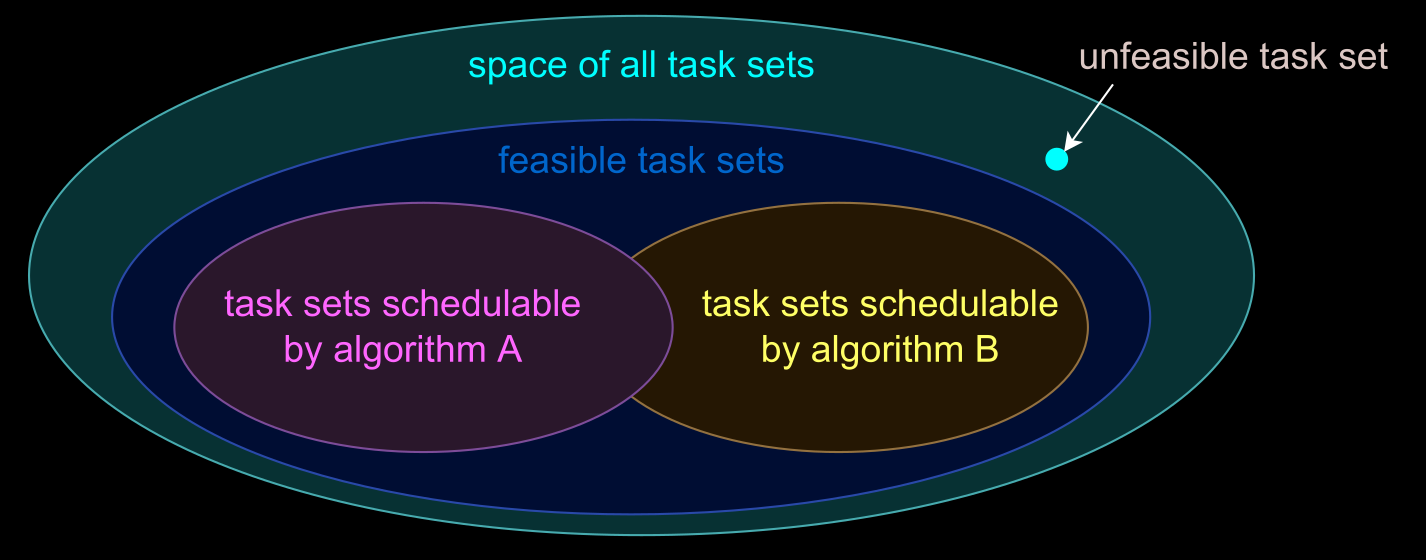 space of all task sets
unfeasible task set
feasible task sets
task sets schedulable
by algorithm A
task sets schedulable
by algorithm B